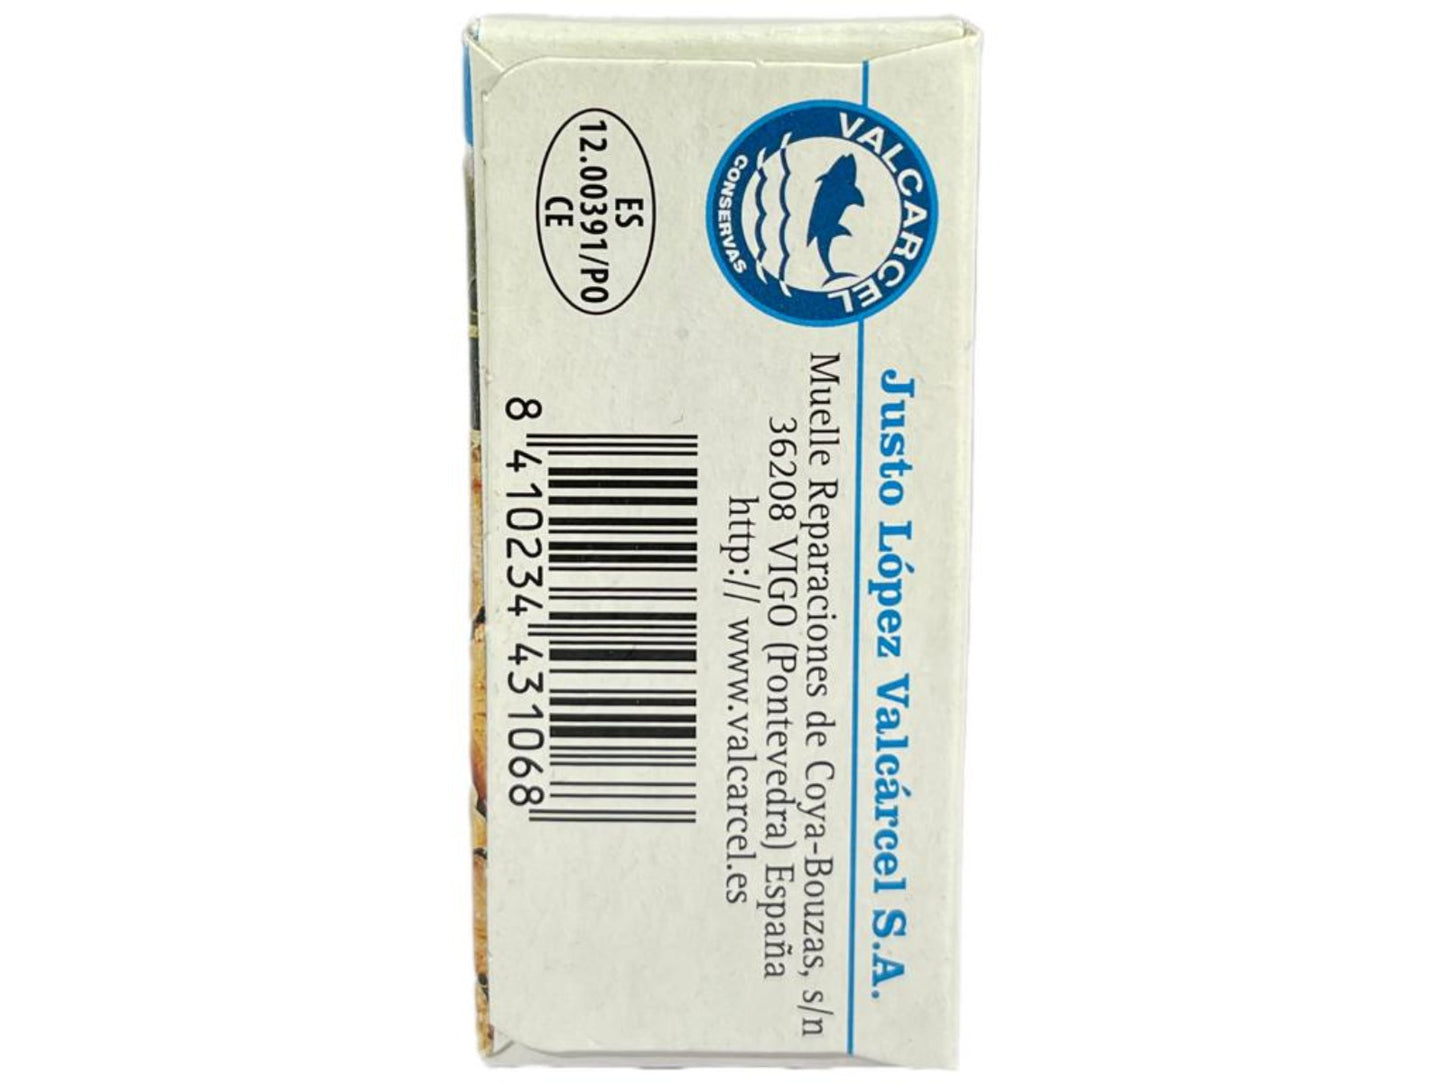 VALCARCEL
CONSERVAS
Justo López Valcárcel S.A.
Muelle Reparaciones de Coya-Bouzas, s/n
36208 VIGO (Pontevedra) España
http:// www.valcarcel.es
ES
12.00391/PO
CE
8 410234 431068